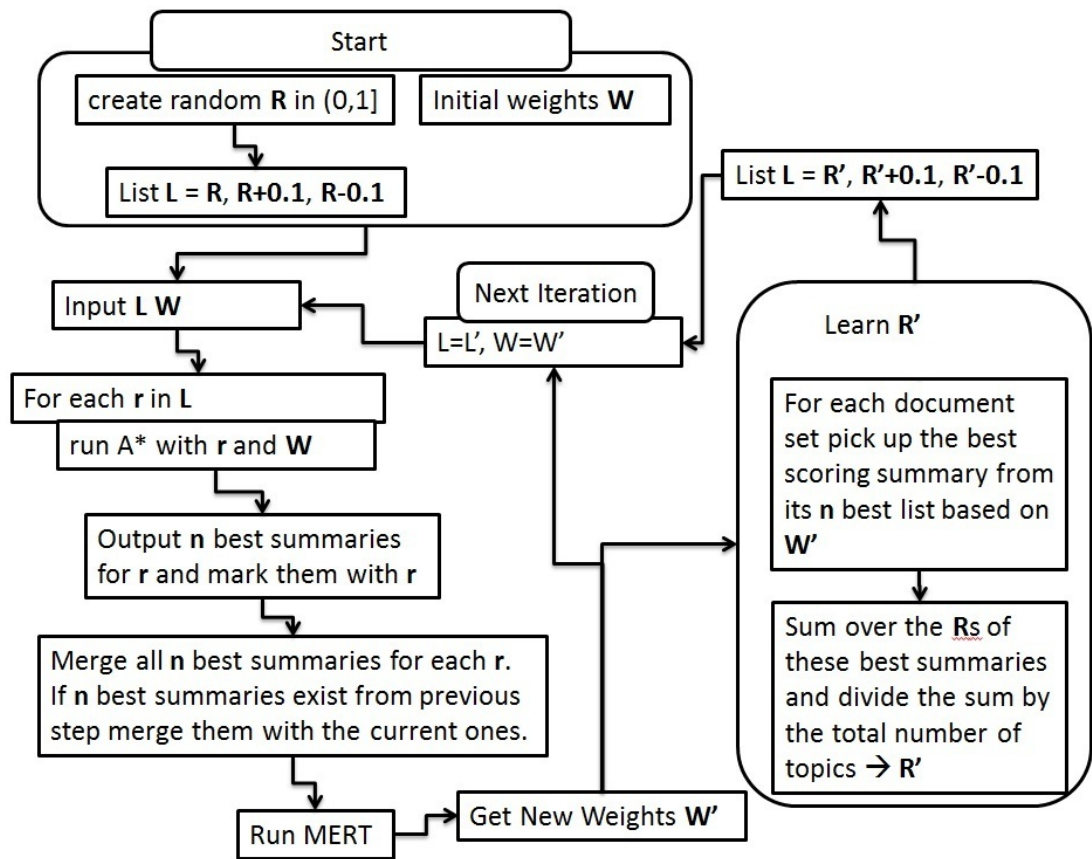 Start
create random R in (0,1]
Initial weights W
List L = R, R+0.1, R-0.1
List L = R’, R’+0.1, R’-0.1
Input L W
Next Iteration
L=L’, W=W’
For each r in L
run A* with r and W
Output n best summaries
for r and mark them with r
Merge all n best summaries for each r.
If n best summaries exist from previous
step merge them with the current ones.
Run MERT
Get New Weights W’
Learn R’
For each document
set pick up the best
scoring summary from
its n best list based on
W’
Sum over the Rs of
these best summaries
and divide the sum by
the total number of
topics → R’